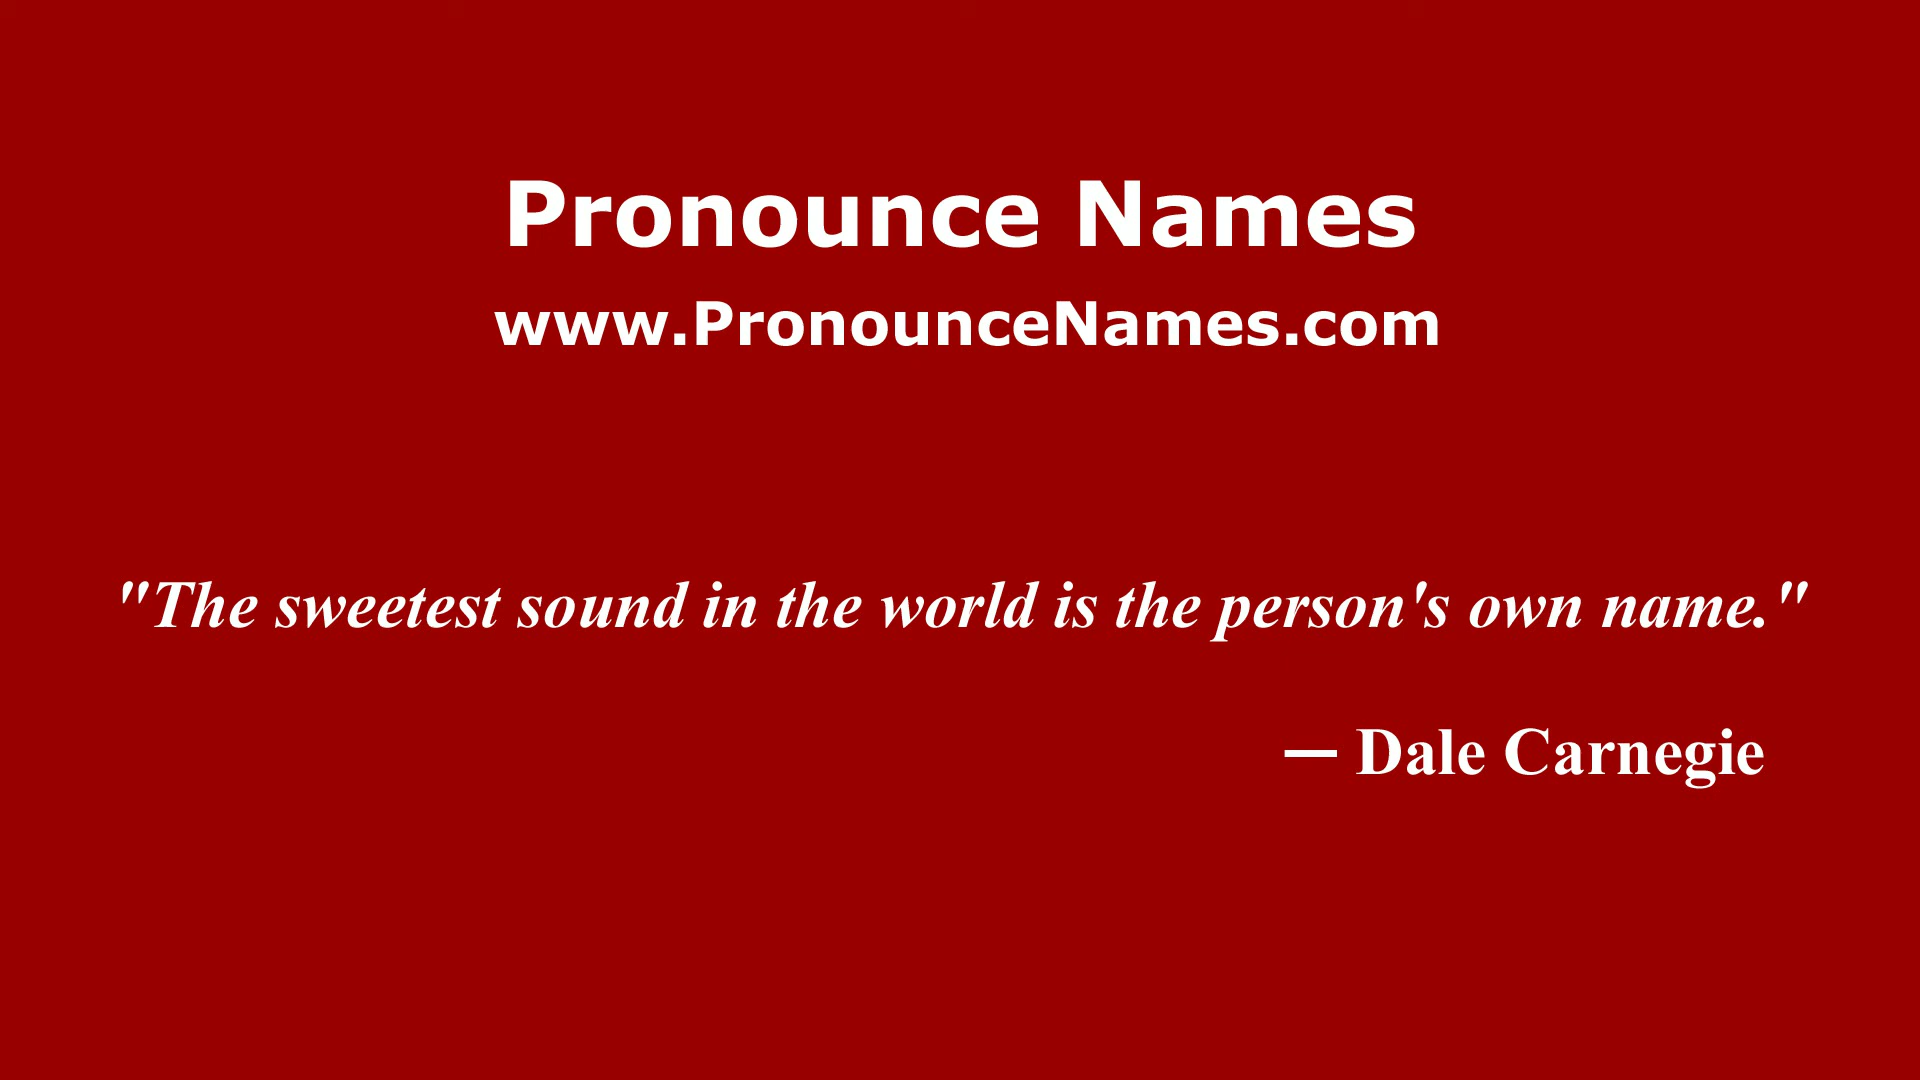 Pronounce Names
www.PronounceNames.com
"The sweetest sound in the world is the person's own name."
— Dale Carnegie